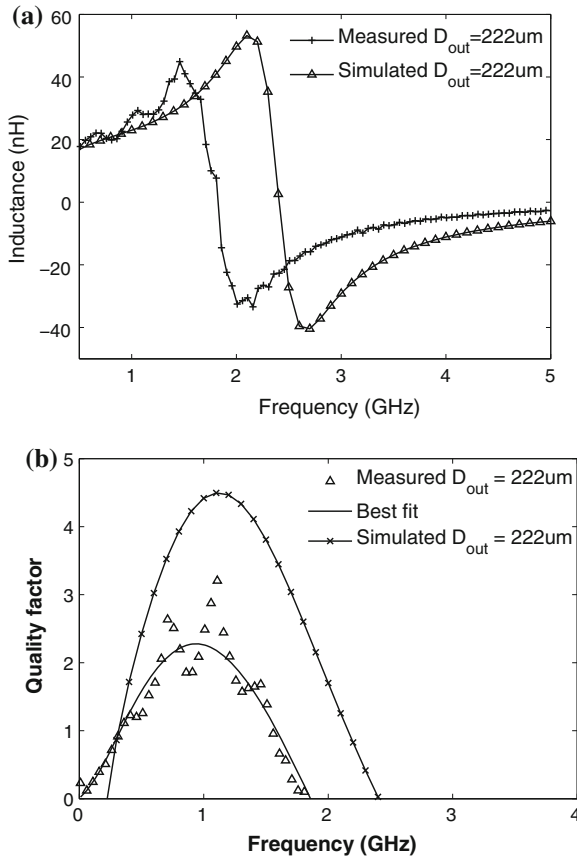 (a)
60
40
20
0
−20
−40
Inductance (nH)
Measured D_out=222um
Simulated D_out=222um
1
2
3
4
5
Frequency (GHz)
(b)
5
4
3
2
1
0
Quality factor
Measured D_out = 222um
Best fit
Simulated D_out = 222um
0
1
2
3
4
Frequency (GHz)